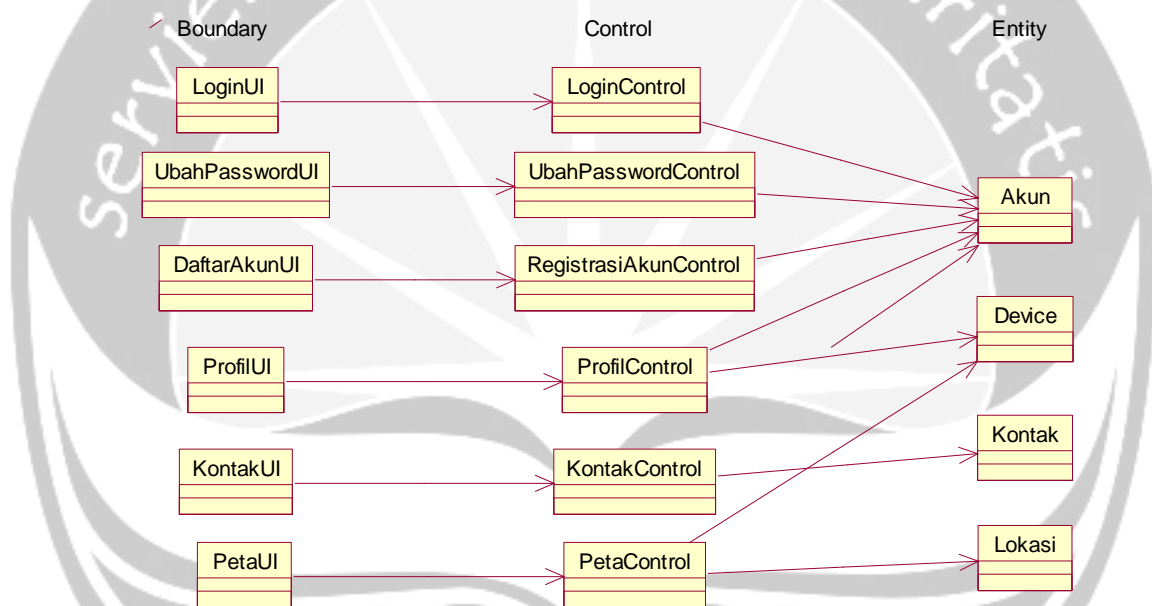 Boundary Control Entity
LoginUI LoginControl
UbahPasswordUI UbahPasswordControl
Akun
DaftarAkunUI RegistrasiAkunControl
Device
ProfilUI ProfilControl
Kontak
KontakUI KontakControl
Lokasi
PetaUI PetaControl